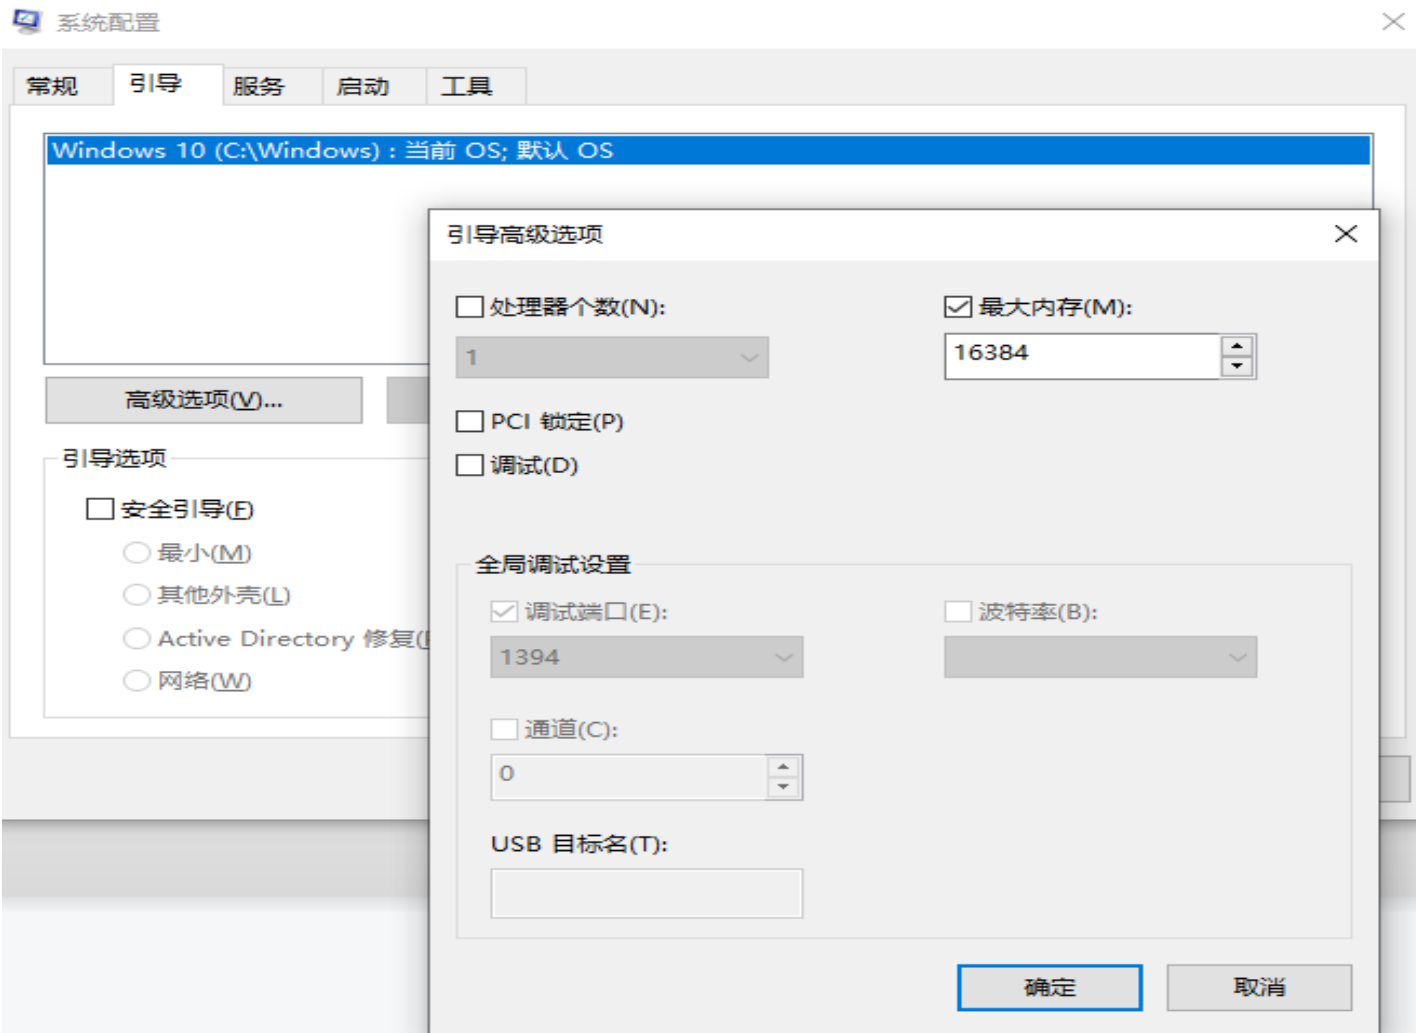 系统配置
常规 引导 服务 启动 工具
Windows 10 (C:\Windows) : 当前 OS; 默认 OS
引导高级选项
处理器个数(N): 最大内存(M):
1 16384
高级选项(V)...
PCI 锁定(P)
调试(D)
引导选项
安全引导(F)
最小(M)
其他外壳(L)
Active Directory 修复(
网络(W)
全局调试设置
调试端口(E): 波特率(B):
1394
通道(C):
0
USB 目标名(T):
确定 取消